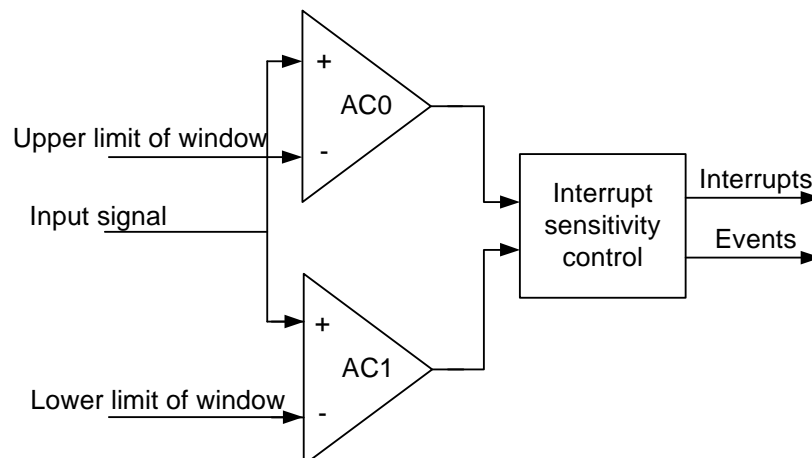 +
AC0
Upper limit of window
-
Interrupt
sensitivity
control
Interrupts
Input signal
Events
+
AC1
Lower limit of window
-